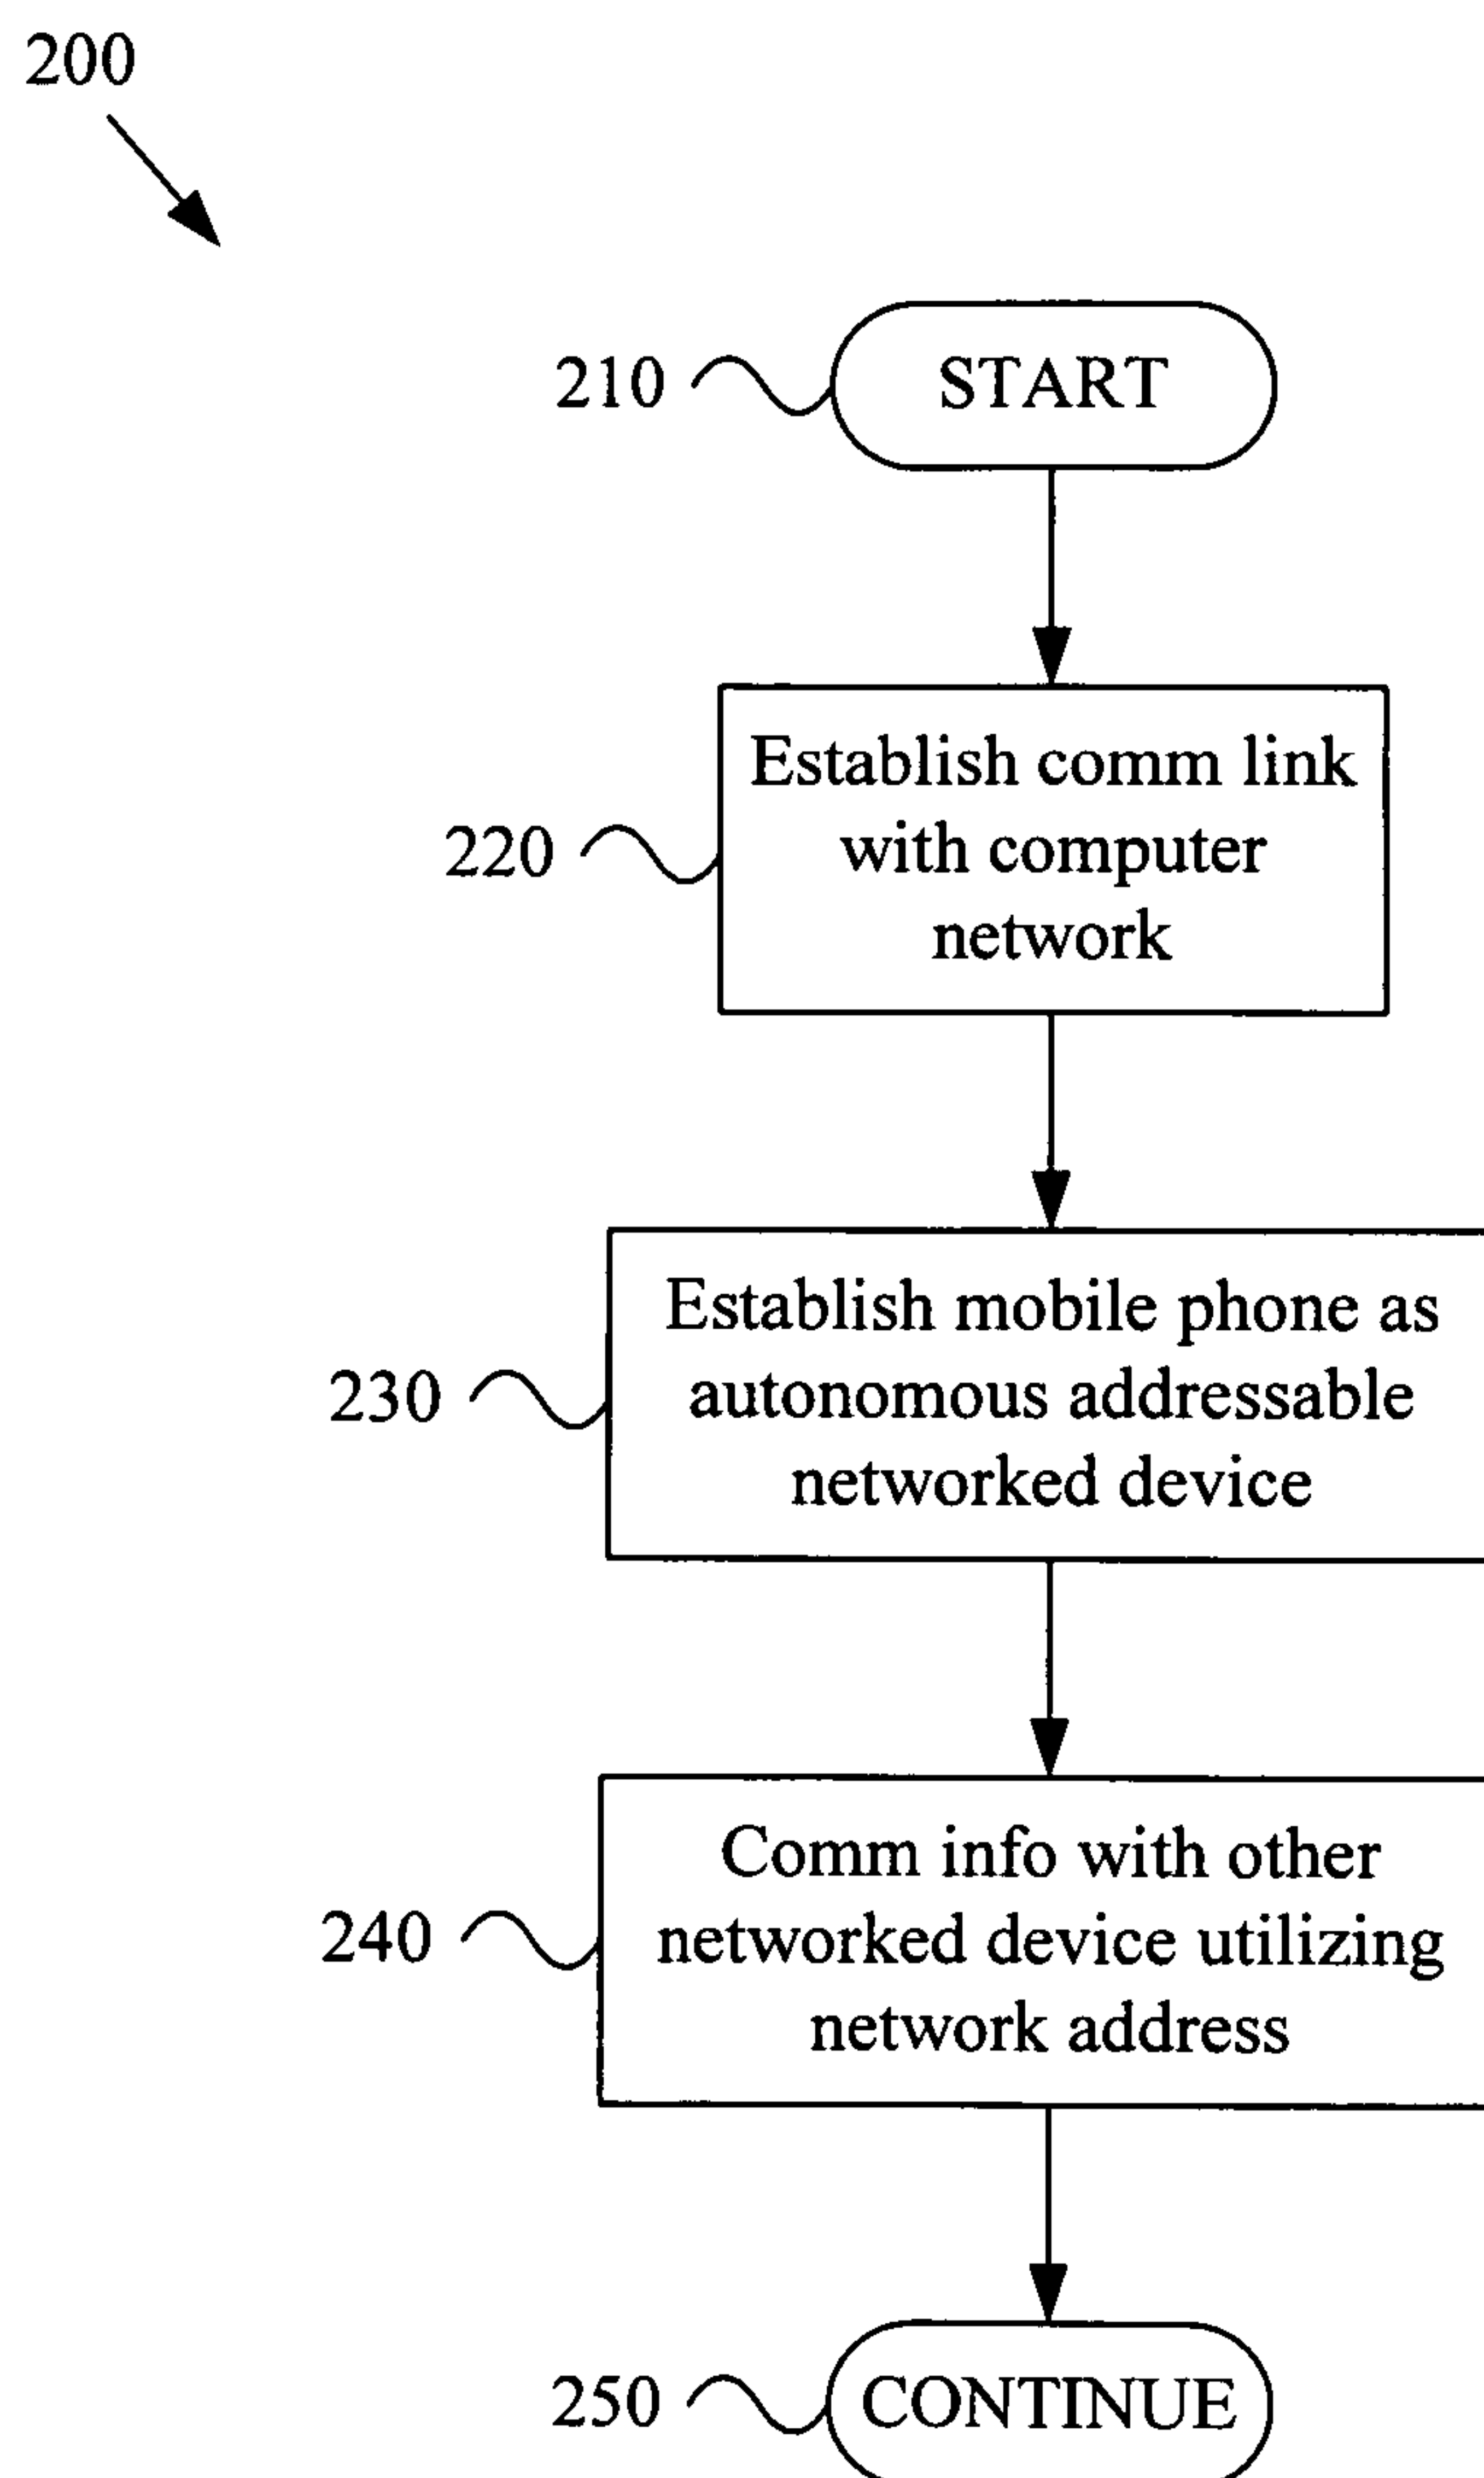 200
210
START
Establish comm link
220
with computer
network
Establish mobile phone as
230
autonomous addressable
networked device
Comm info with other
240
networked device utilizing
network address
250
CONTINUE